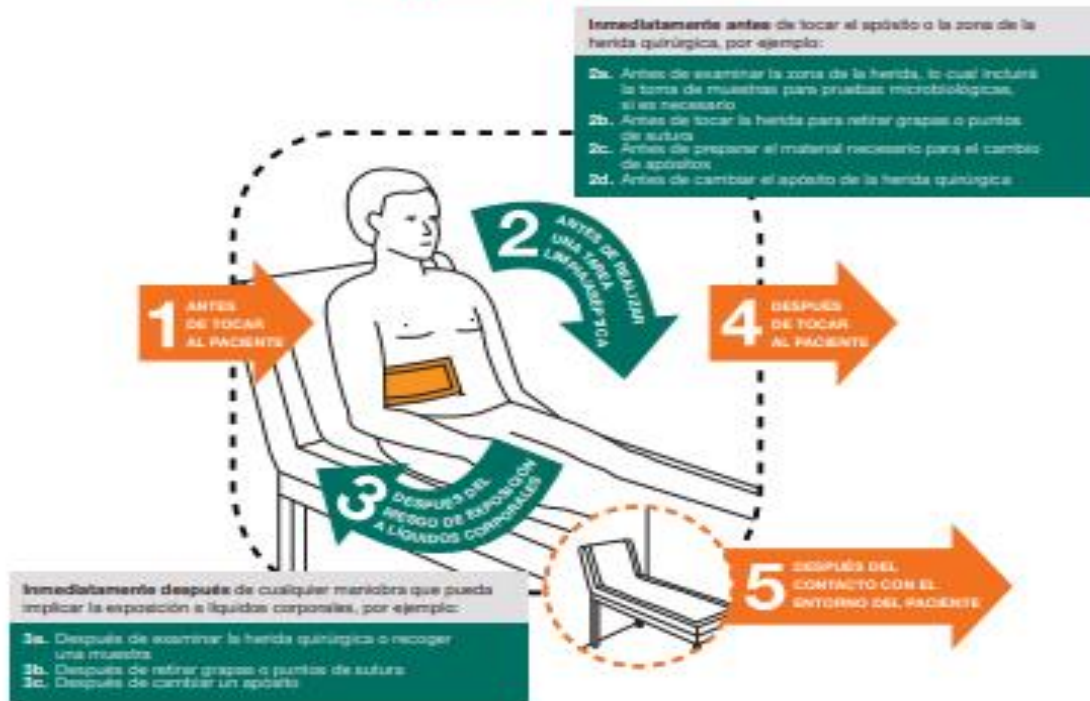 Inmediatamente antes de tocar el apósito o la zona de la
herida quirúrgica, por ejemplo:
2a. Antes de examinar la zona de la herida, lo cual incluirá
la toma de muestras para pruebas microbiológicas,
si es necesario
2b. Antes de tocar la herida para retirar grapas o puntos
de sutura
2c. Antes de preparar el material necesario para el cambio
de apósitos
2d. Antes de cambiar el apósito de la herida quirúrgica
1 ANTES
DE TOCAR
AL PACIENTE
2 ANTES DE REALIZAR
UNA TAREA
LIMPIA/ASÉPTICA
4 DESPUÉS
DE TOCAR
AL PACIENTE
3 DESPUÉS DEL
RIESGO DE EXPOSICIÓN
A LÍQUIDOS CORPORALES
5 DESPUÉS DEL
CONTACTO CON EL
ENTORNO DEL PACIENTE
Inmediatamente después de cualquier maniobra que pueda
implicar la exposición a líquidos corporales, por ejemplo:
3a. Después de examinar la herida quirúrgica o recoger
una muestra
3b. Después de retirar grapas o puntos de sutura
3c. Después de cambiar un apósito